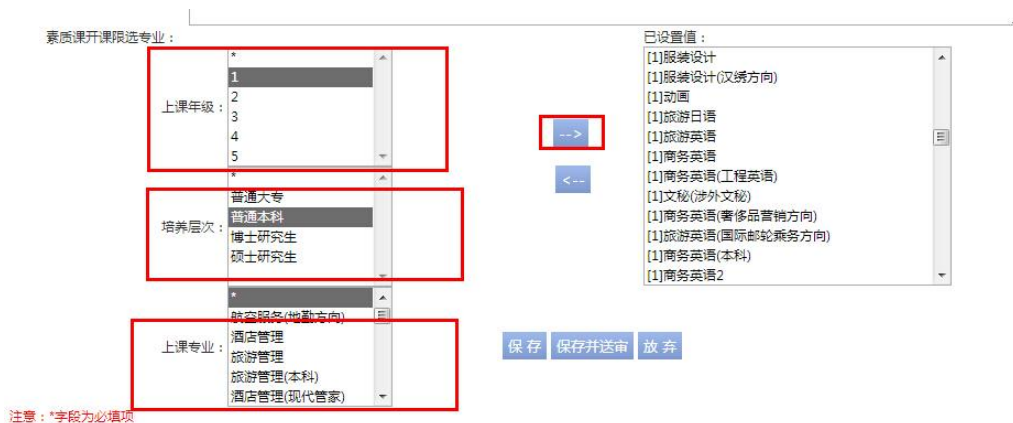 素质课开课限选专业：
已设置值：
上课年级：
*
1
2
3
4
5
培养层次：
*
普通大专
普通本科
博士研究生
硕士研究生
上课专业：
*
航空服务(地勤方向)
酒店管理
旅游管理
旅游管理(本科)
酒店管理(现代管家)
-->
<--
[1]服装设计
[1]服装设计(汉绣方向)
[1]动画
[1]旅游日语
[1]旅游英语
[1]商务英语
[1]商务英语(工程英语)
[1]文秘(涉外文秘)
[1]商务英语(奢侈品营销方向)
[1]旅游英语(国际邮轮乘务方向)
[1]商务英语(本科)
[1]商务英语2
保 存 保存并送审 放 弃
注意：*字段为必填项